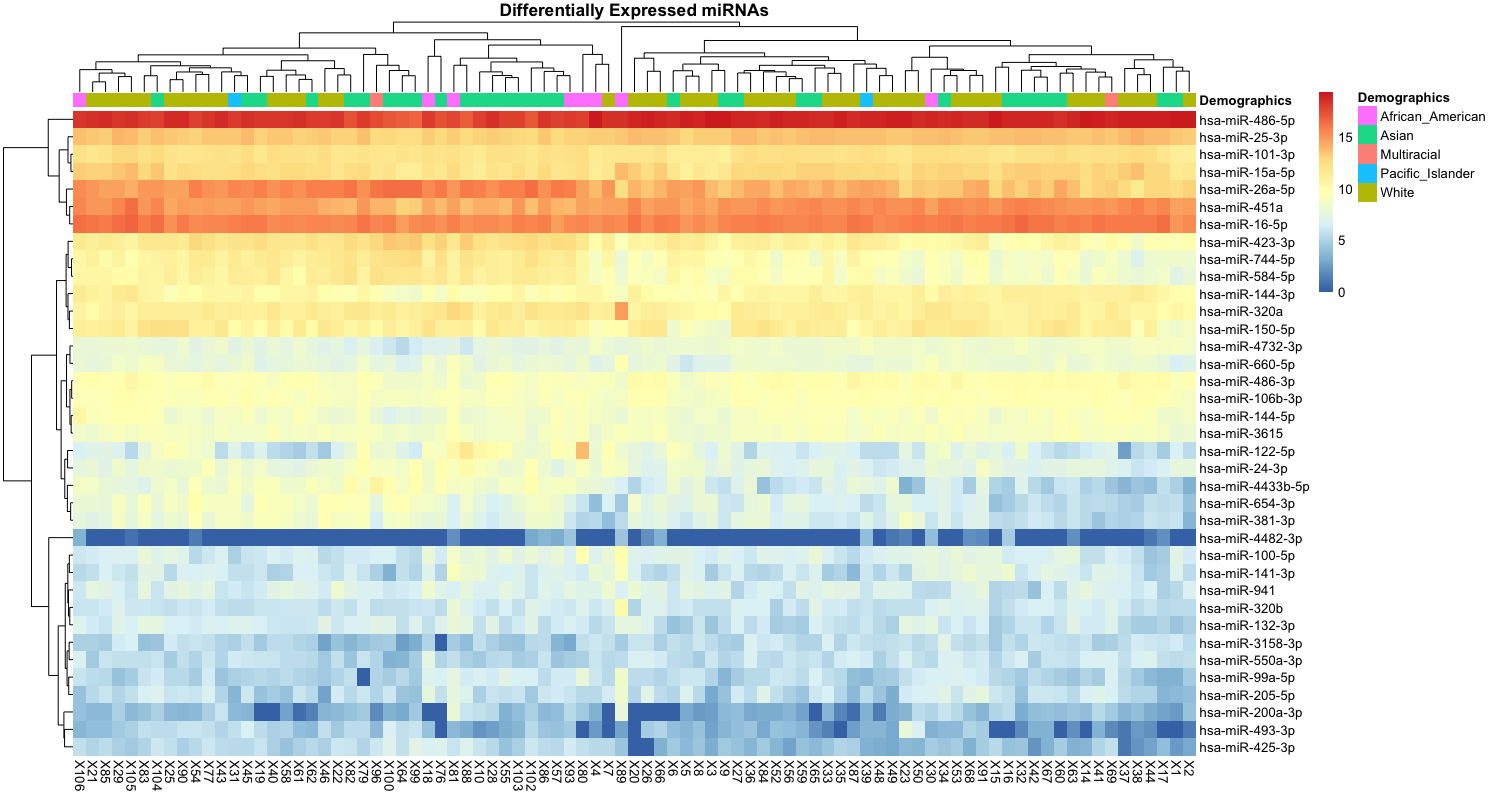 Differentially Expressed miRNAs
Demographics
hsa-miR-486-5p
hsa-miR-25-3p
hsa-miR-101-3p
hsa-miR-15a-5p
hsa-miR-26a-5p
hsa-miR-451a
hsa-miR-16-5p
hsa-miR-423-3p
hsa-miR-744-5p
hsa-miR-584-5p
hsa-miR-144-3p
hsa-miR-320a
hsa-miR-150-5p
hsa-miR-4732-3p
hsa-miR-660-5p
hsa-miR-486-3p
hsa-miR-106b-3p
hsa-miR-144-5p
hsa-miR-3615
hsa-miR-122-5p
hsa-miR-24-3p
hsa-miR-4433b-5p
hsa-miR-654-3p
hsa-miR-381-3p
hsa-miR-4482-3p
hsa-miR-100-5p
hsa-miR-141-3p
hsa-miR-941
hsa-miR-320b
hsa-miR-132-3p
hsa-miR-3158-3p
hsa-miR-550a-3p
hsa-miR-99a-5p
hsa-miR-205-5p
hsa-miR-200a-3p
hsa-miR-493-3p
hsa-miR-425-3p
X106
X21
X85
X29
X105
X83
X104
X25
X90
X54
X77
X43
X31
X45
X19
X40
X58
X61
X62
X46
X22
X82
X79
X96
X100
X64
X99
X18
X76
X81
X88
X10
X28
X55
X103
X102
X86
X57
X93
X80
X4
X7
X89
X20
X26
X66
X6
X5
X8
X3
X9
X27
X36
X84
X52
X56
X59
X65
X33
X35
X87
X39
X48
X49
X23
X50
X30
X34
X53
X68
X91
X15
X16
X32
X42
X67
X60
X63
X14
X41
X69
X37
X38
X44
X17
X1
X2
15
10
5
0
Demographics
African_American
Asian
Multiracial
Pacific_Islander
White